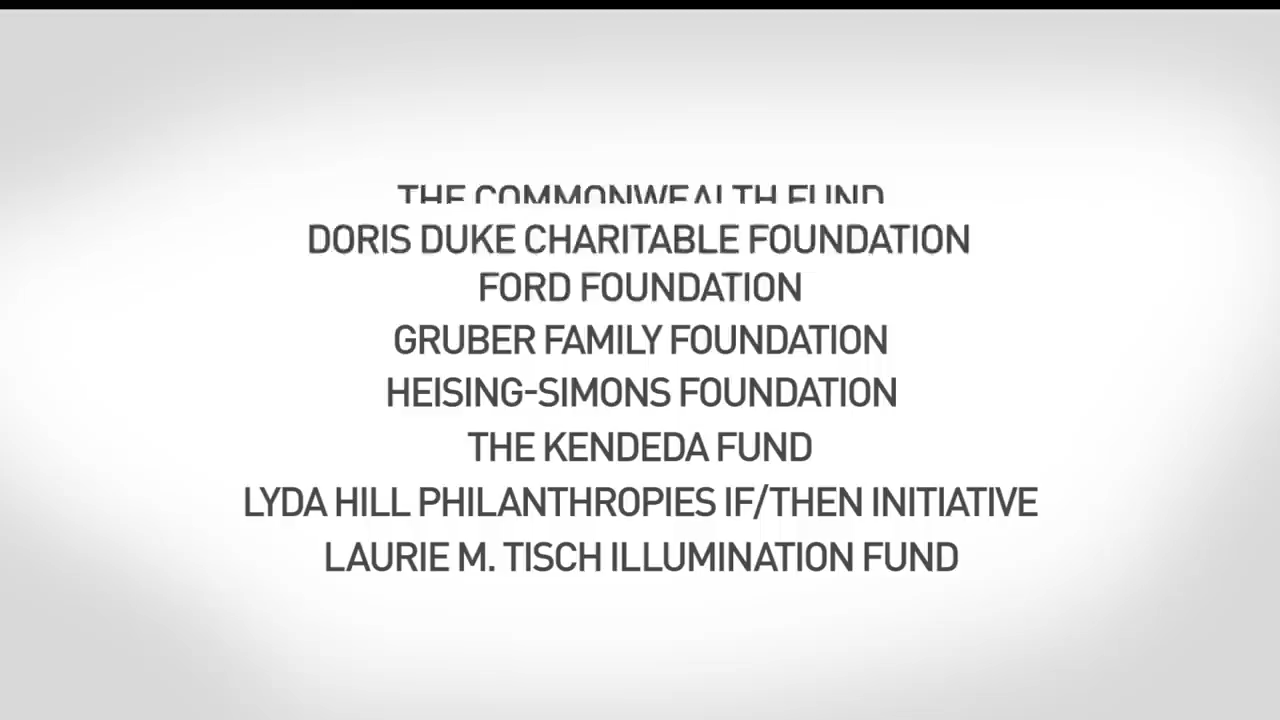 THE COMMONWEALTH FUND
DORIS DUKE CHARITABLE FOUNDATION
FORD FOUNDATION
GRUBER FAMILY FOUNDATION
HEISING-SIMONS FOUNDATION
THE KENDEDA FUND
LYDA HILL PHILANTHROPIES IF/THEN INITIATIVE
LAURIE M. TISCH ILLUMINATION FUND